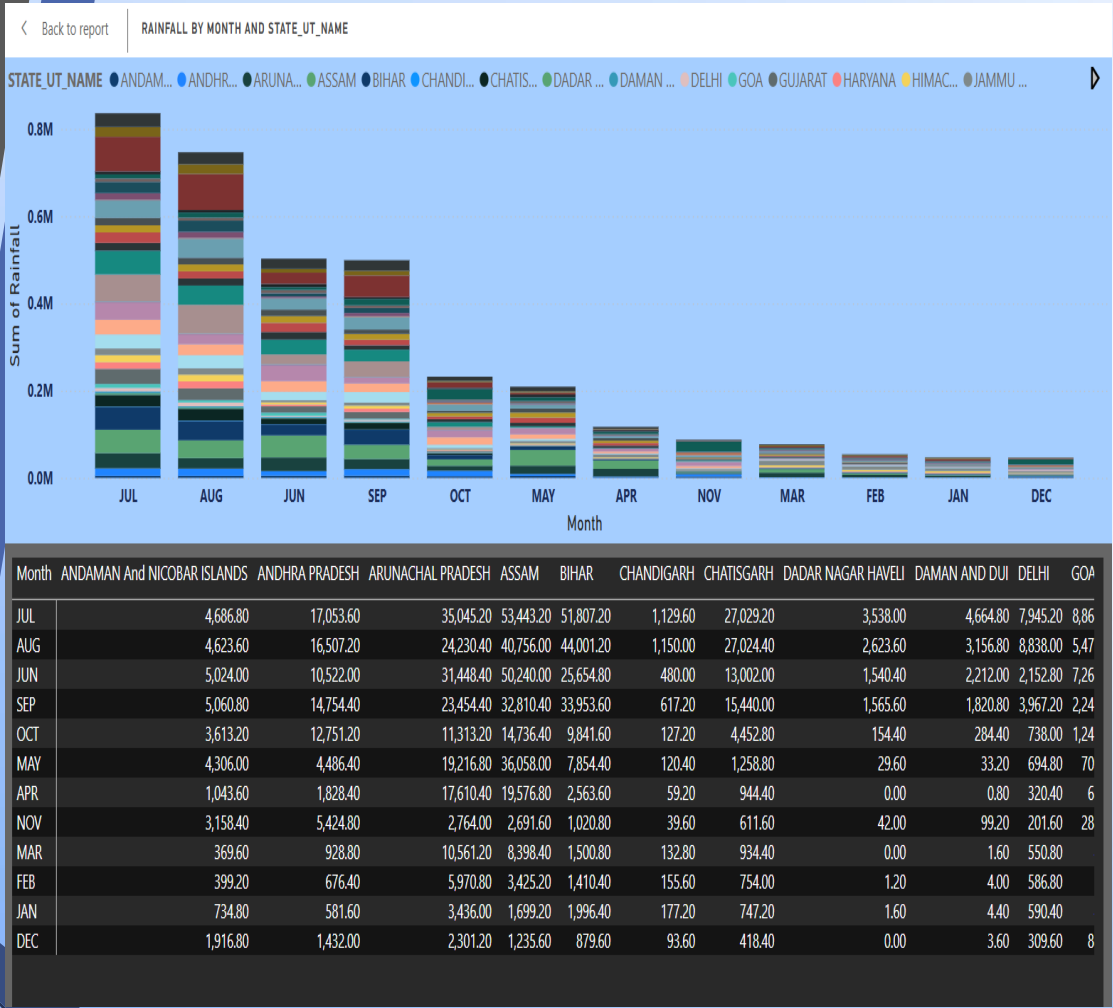 Back to report
RAINFALL BY MONTH AND STATE_UT_NAME
STATE_UT_NAME ANDAM... ANDHR... ARUNA... ASSAM BIHAR CHANDI... CHATIS... DADAR ... DAMAN ... DELHI GOA GUJARAT HARYANA HIMAC... JAMMU ...
0.8M
0.6M
0.4M
0.2M
0.0M
Sum of Rainfall
JUL AUG JUN SEP OCT MAY APR NOV MAR FEB JAN DEC
Month
Month ANDAMAN And NICOBAR ISLANDS ANDHRA PRADESH ARUNACHAL PRADESH ASSAM BIHAR CHANDIGARH CHATISGARH DADAR NAGAR HAVELI DAMAN AND DUI DELHI GOA
JUL 4,686.80 17,053.60 35,045.20 53,443.20 51,807.20 1,129.60 27,029.20 3,538.00 4,664.80 7,945.20 8,86
AUG 4,623.60 16,507.20 24,230.40 40,756.00 44,001.20 1,150.00 27,024.40 2,623.60 3,156.80 8,838.00 5,47
JUN 5,024.00 10,522.00 31,448.40 50,240.00 25,654.80 480.00 13,002.00 1,540.40 2,212.00 2,152.80 7,26
SEP 5,060.80 14,754.40 23,454.40 32,810.40 33,953.60 617.20 15,440.00 1,565.60 1,820.80 3,967.20 2,24
OCT 3,613.20 12,751.20 11,313.20 14,736.40 9,841.60 127.20 4,452.80 154.40 284.40 738.00 1,24
MAY 4,306.00 4,486.40 19,216.80 36,058.00 7,854.40 120.40 1,258.80 29.60 33.20 694.80 70
APR 1,043.60 1,828.40 17,610.40 19,576.80 2,563.60 59.20 944.40 0.00 0.80 320.40 6
NOV 3,158.40 5,424.80 2,764.00 2,691.60 1,020.80 39.60 611.60 42.00 99.20 201.60 28
MAR 369.60 928.80 10,561.20 8,398.40 1,500.80 132.80 934.40 0.00 1.60 550.80
FEB 399.20 676.40 5,970.80 3,425.20 1,410.40 155.60 754.00 1.20 4.00 586.80
JAN 734.80 581.60 3,436.00 1,699.20 1,996.40 177.20 747.20 1.60 4.40 590.40
DEC 1,916.80 1,432.00 2,301.20 1,235.60 879.60 93.60 418.40 0.00 3.60 309.60 8